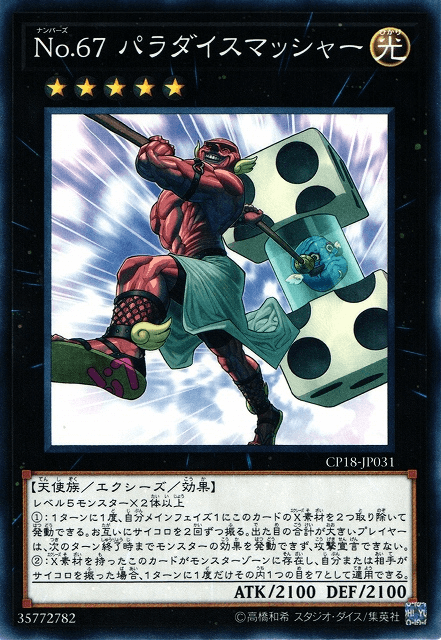 ナンバーズ
No.67 パラダイスマッシャー
光
CP18-JP031
【天使族／エクシーズ／効果】
レベル5モンスター×2体以上
①：1ターンに1度、自分メインフェイズ1にこのカードのX素材を2つ取り除いて
発動できる。お互いにサイコロを2回ずつ振る。出た目の合計が大きいプレイヤー
は、次のターン終了時までモンスターの効果を発動できず、攻撃宣言できない。
②：X素材を持ったこのカードがモンスターゾーンに存在し、自分または相手が
サイコロを振った場合、1ターンに1度だけその内1つの目を7として適用できる。
ATK/2100 DEF/2100
35772782
©高橋和希 スタジオ・ダイス/集英社